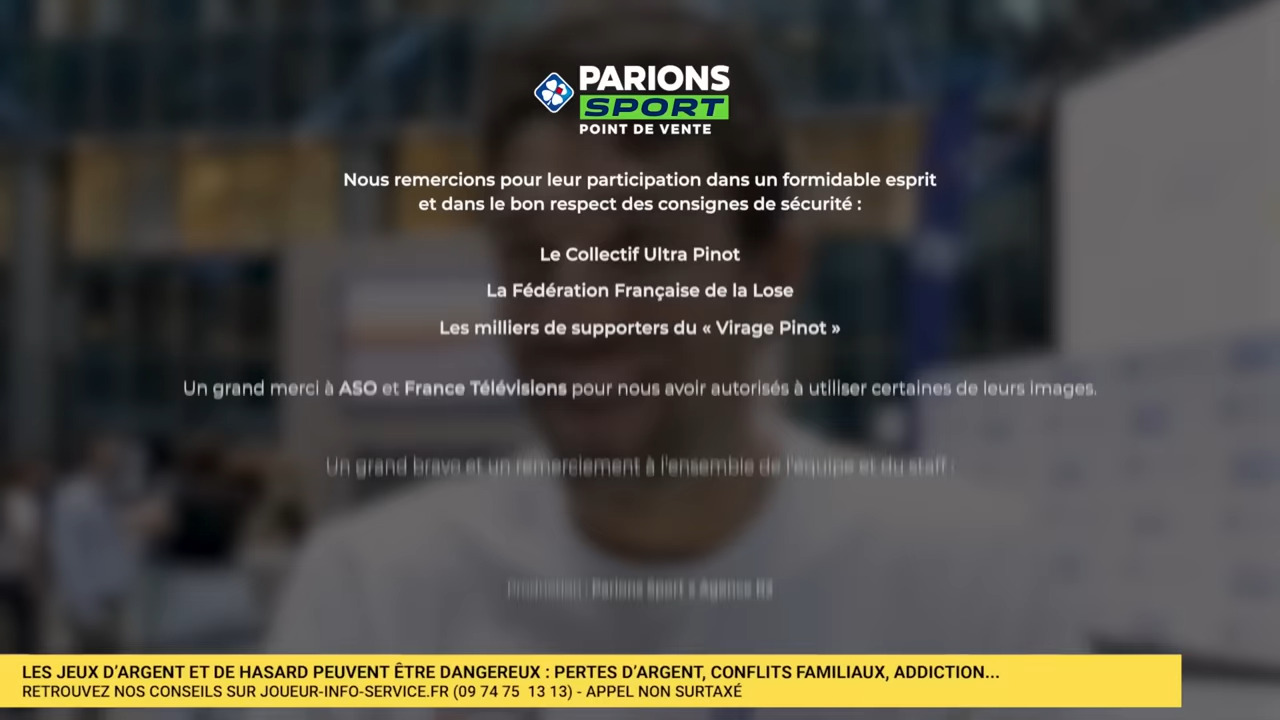 PARIONS
SPORT
POINT DE VENTE
Nous remercions pour leur participation dans un formidable esprit
et dans le bon respect des consignes de sécurité :
Le Collectif Ultra Pinot
La Fédération Française de la Lose
Les milliers de supporters du « Virage Pinot »
Un grand merci à ASO et France Télévisions pour nous avoir autorisés à utiliser certaines de leurs images.
Un grand bravo et un remerciement à l'ensemble de l'équipe et du staff :
Production : Parions Sport x Agence
LES JEUX D'ARGENT ET DE HASARD PEUVENT ÊTRE DANGEREUX : PERTES D'ARGENT, CONFLITS FAMILIAUX, ADDICTION...
RETROUVEZ NOS CONSEILS SUR JOUEUR-INFO-SERVICE.FR (09 74 75 13 13) - APPEL NON SURTAXÉ